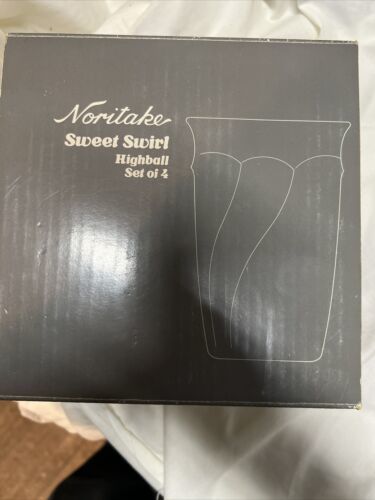 Noritake
Sweet Swirl
Highball
Set of 4